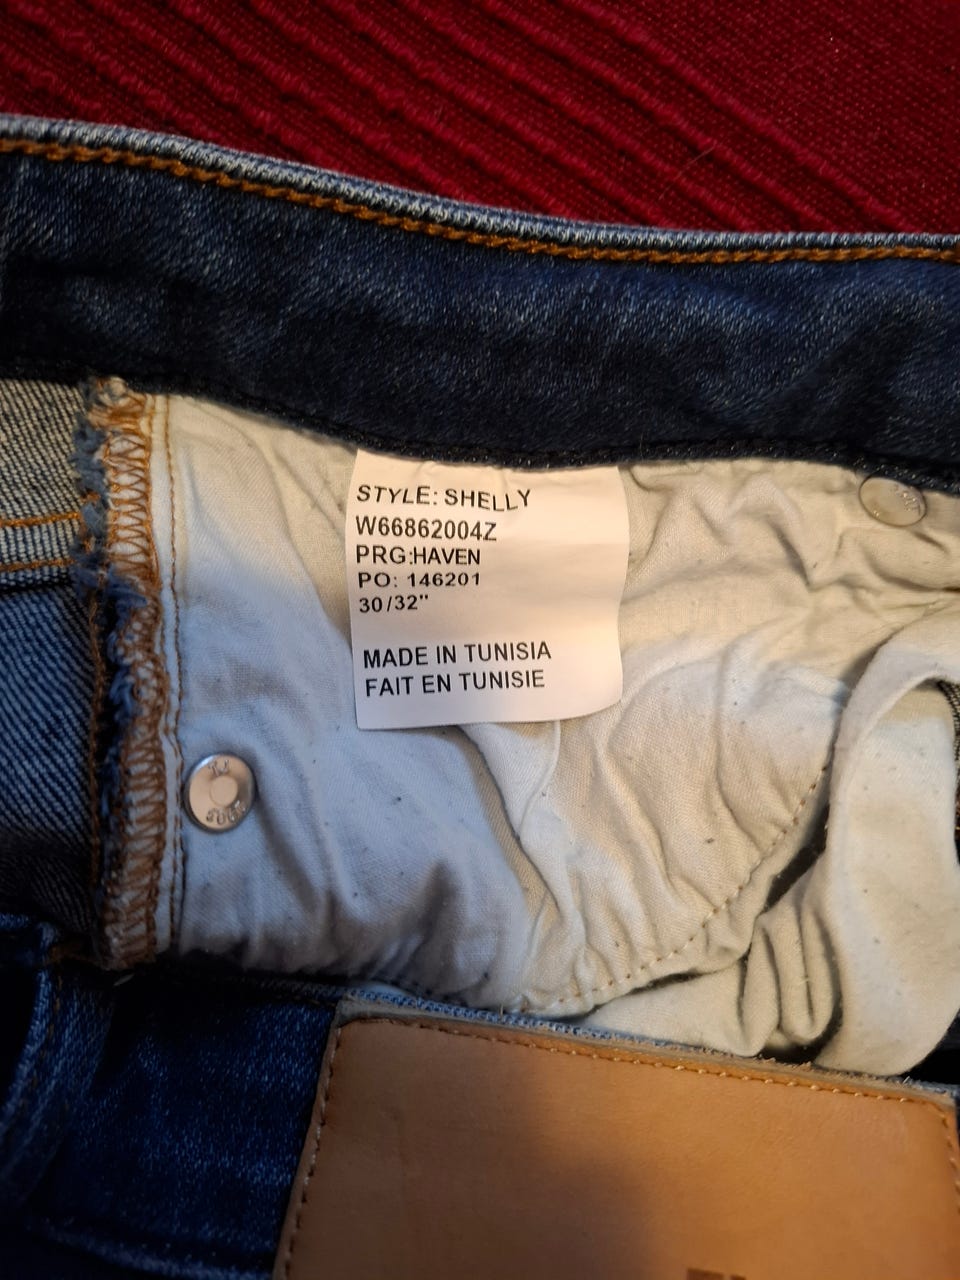 STYLE: SHELLY
W66862004Z
PRG:HAVEN
PO: 146201
30/32"
MADE IN TUNISIA
FAIT EN TUNISIE